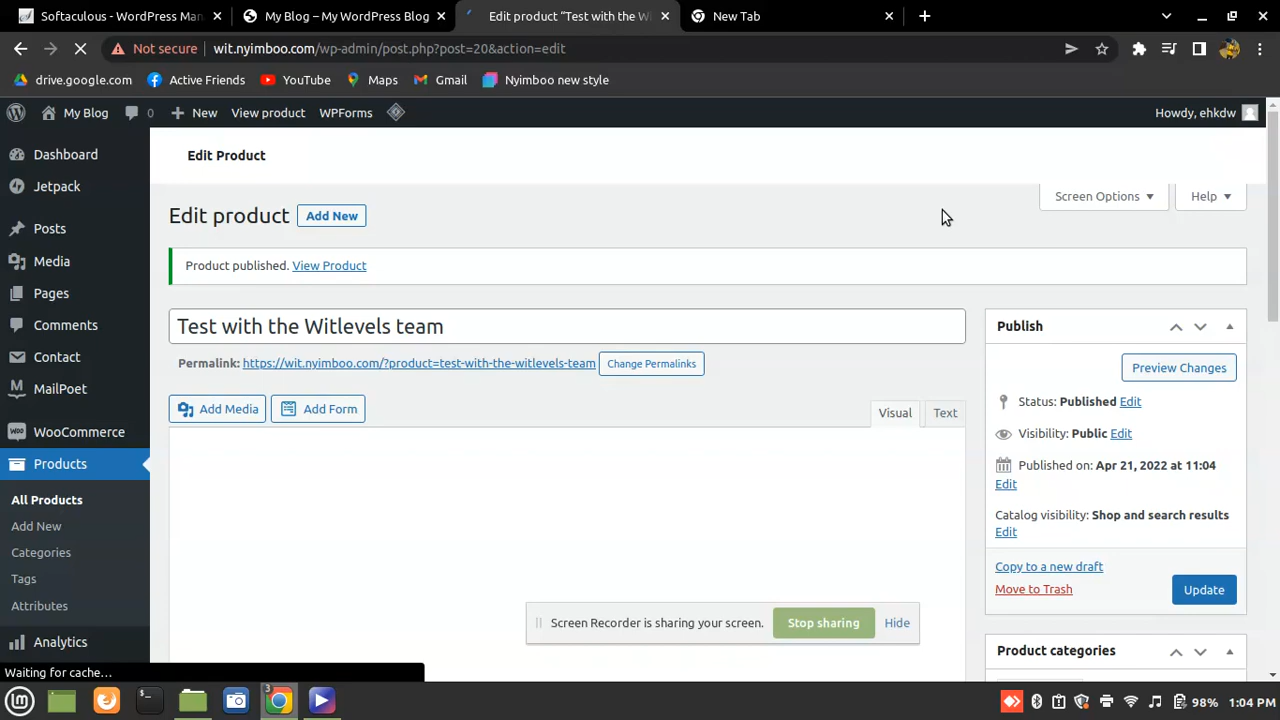 Softaculous - WordPress Man
My Blog – My WordPress Blog
Edit product “Test with the Wi
New Tab
Not secure
wit.nyimboo.com/wp-admin/post.php?post=20&action=edit
drive.google.com
Active Friends
YouTube
Maps
Gmail
Nyimboo new style
My Blog
0
New
View product
WPForms
Howdy, ehkdw
Dashboard
Jetpack
Posts
Media
Pages
Comments
Contact
MailPoet
WooCommerce
Products
All Products
Add New
Categories
Tags
Attributes
Analytics
Edit Product
Screen Options
Help
Edit product
Add New
Product published. View Product
Test with the Witlevels team
Permalink: https://wit.nyimboo.com/?product=test-with-the-witlevels-team
Change Permalinks
Add Media
Add Form
Visual
Text
Publish
Preview Changes
Status: Published Edit
Visibility: Public Edit
Published on: Apr 21, 2022 at 11:04
Edit
Catalog visibility: Shop and search results
Edit
Copy to a new draft
Move to Trash
Update
Product categories
Screen Recorder is sharing your screen.
Stop sharing
Hide
Waiting for cache...
3
98%
1:04 PM